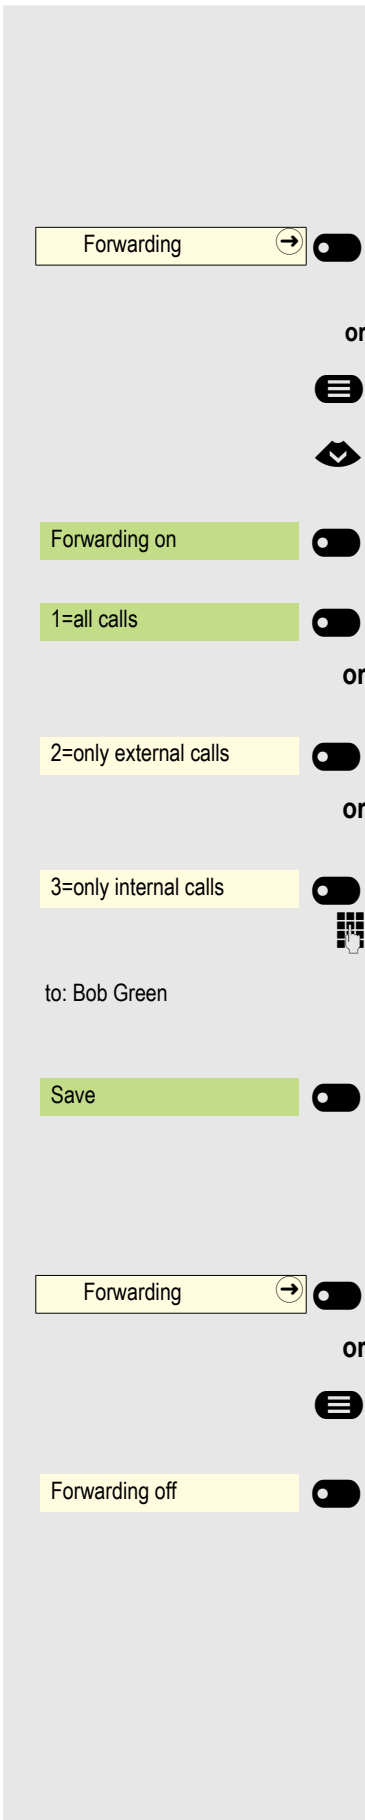 Forwarding
or
Forwarding on
1=all calls
or
2=only external calls
or
3=only internal calls
to: Bob Green
Save
Forwarding
or
Forwarding off